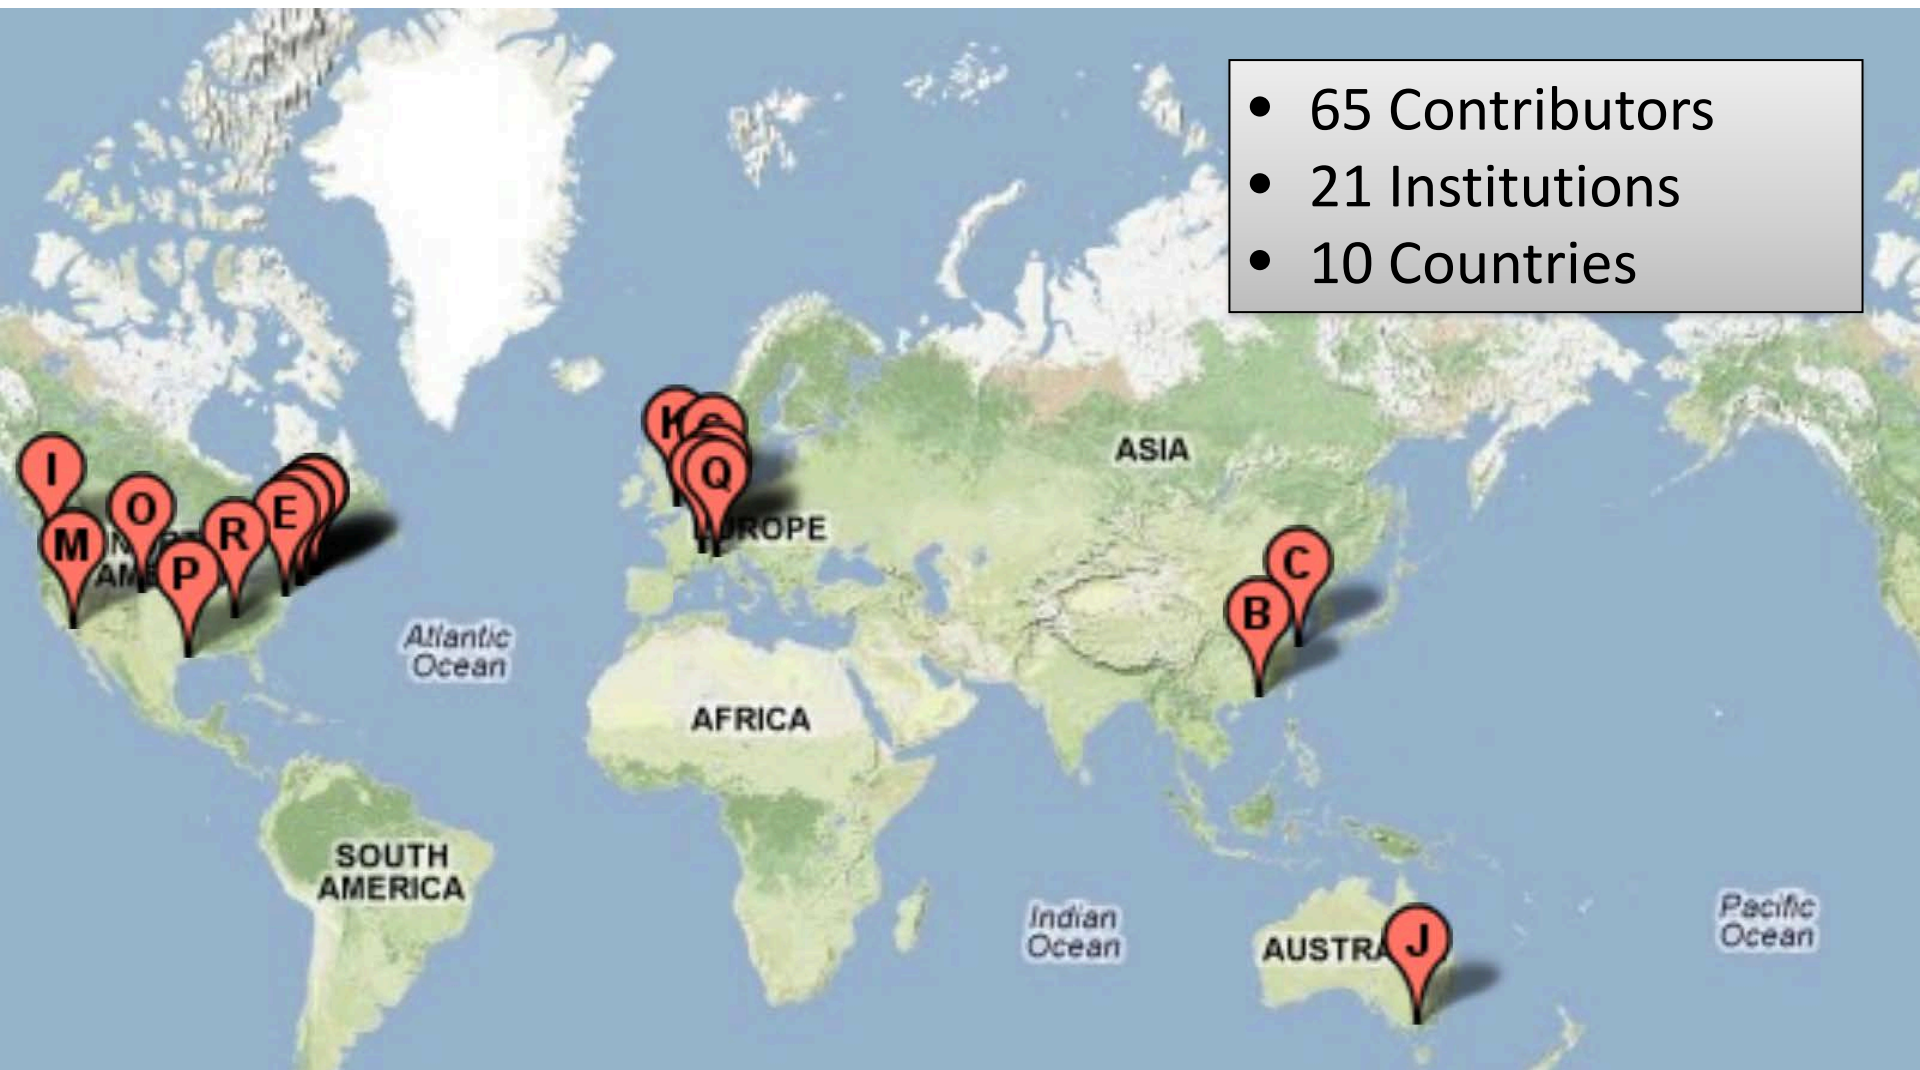 • 65 Contributors
• 21 Institutions
• 10 Countries
ASIA
K
Q
I
O
M
P
R
E
C
B
Atlantic
Ocean
AFRICA
SOUTH
AMERICA
Indian
Ocean
J
Pacific
Ocean